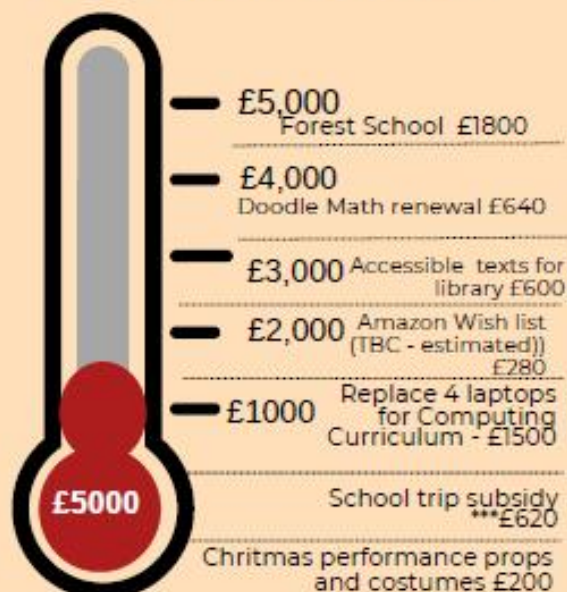 £5,000
Forest School £1800
£4,000
Doodle Math renewal £640
£3,000
Accessible texts for
library £600
£2,000
Amazon Wish list
(TBC - estimated))
£280
£1000
Replace 4 laptops
for Computing
Curriculum - £1500
£5000
School trip subsidy
***£620
Chritmas performance props
and costumes £200